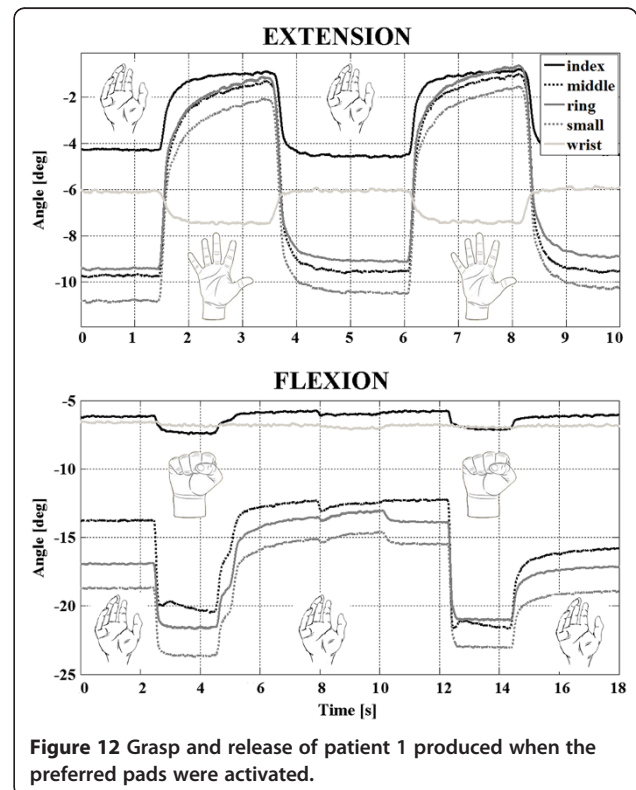 EXTENSION
index
middle
ring
small
wrist
Angle [deg]
-2
-4
-6
-8
-10
0 1 2 3 4 5 6 7 8 9 10
FLEXION
Angle [deg]
-5
-10
-15
-20
-25
0 2 4 6 8 10 12 14 16 18
Time [s]
Figure 12 Grasp and release of patient 1 produced when the
preferred pads were activated.